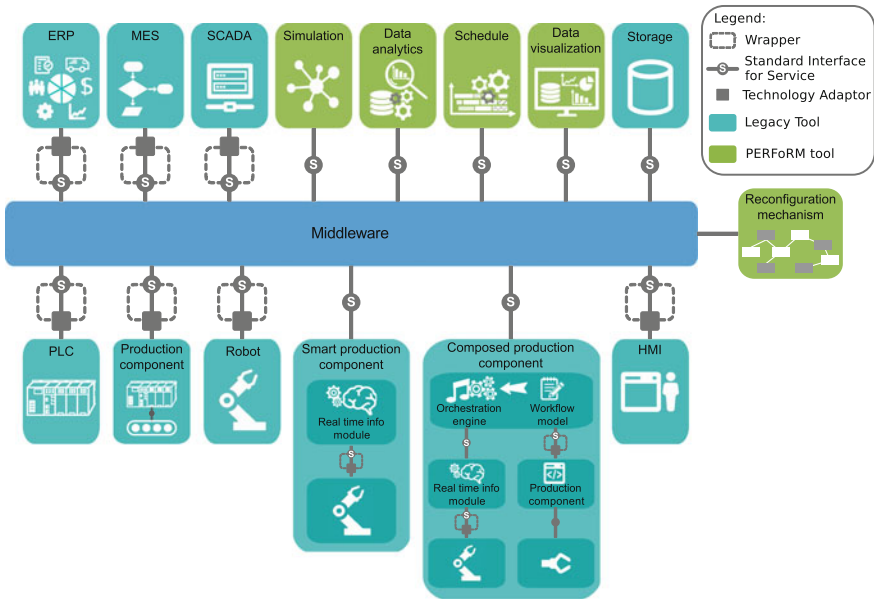 ERP
MES
SCADA
Simulation
Data
analytics
Schedule
Data
visualization
Storage
Legend:
Wrapper
S
Standard Interface
for Service
Technology Adaptor
Legacy Tool
PERFoRM tool
$
S
S
S
S
S
S
S
S
Middleware
Reconfiguration
mechanism
S
S
S
S
S
S
PLC
Production
component
Robot
Smart production
component
Composed production
component
HMI
Real time info
module
Orchestration
engine
Workflow
model
S
S
S
Real time info
module
</>
Production
component
S